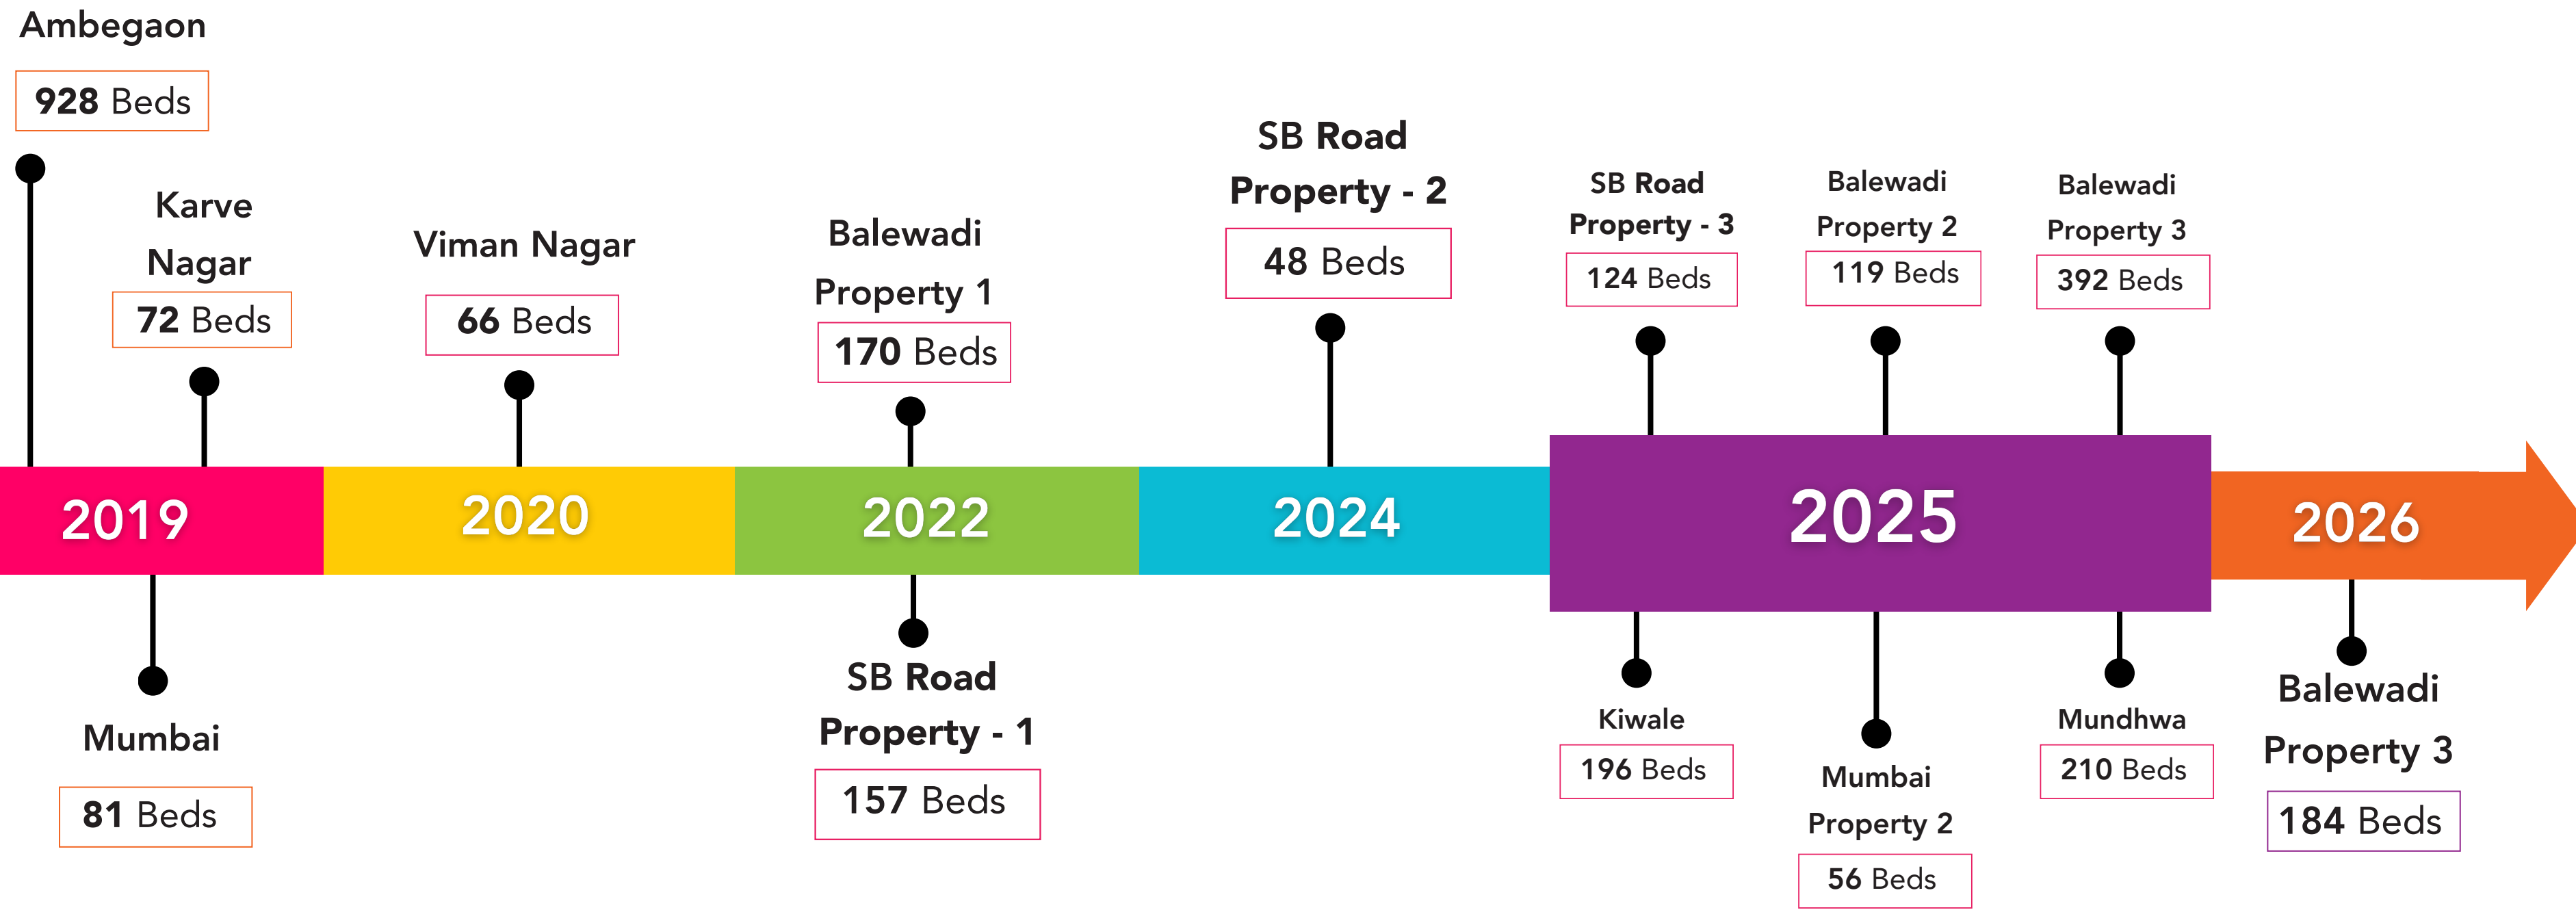 Ambegaon
928 Beds
Karve
Nagar
72 Beds
Viman Nagar
66 Beds
Balewadi
Property 1
170 Beds
SB Road
Property - 2
48 Beds
SB Road
Property - 3
124 Beds
Balewadi
Property 2
119 Beds
Balewadi
Property 3
392 Beds
2019
2020
2022
2024
2025
2026
Mumbai
81 Beds
SB Road
Property - 1
157 Beds
Kiwale
196 Beds
Mumbai
Property 2
56 Beds
Mundhwa
210 Beds
Balewadi
Property 3
184 Beds